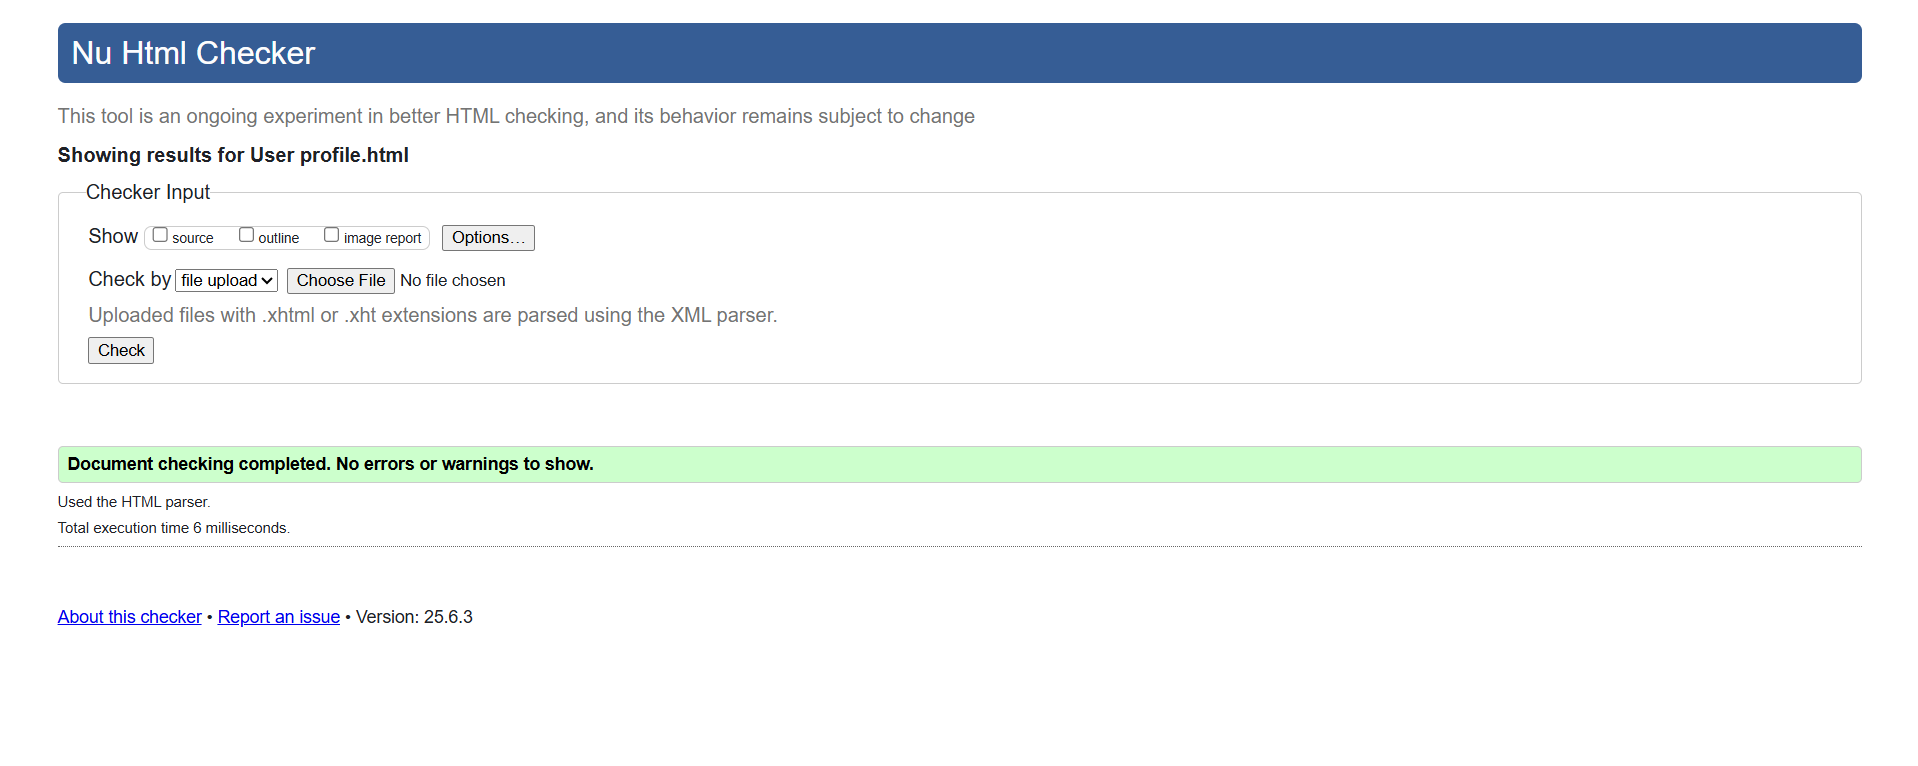 Nu Html Checker
This tool is an ongoing experiment in better HTML checking, and its behavior remains subject to change
Showing results for User profile.html
Checker Input
Show source outline image report Options...
Check by file upload Choose File No file chosen
Uploaded files with .xhtml or .xht extensions are parsed using the XML parser.
Check
Document checking completed. No errors or warnings to show.
Used the HTML parser.
Total execution time 6 milliseconds.
About this checker • Report an issue • Version: 25.6.3